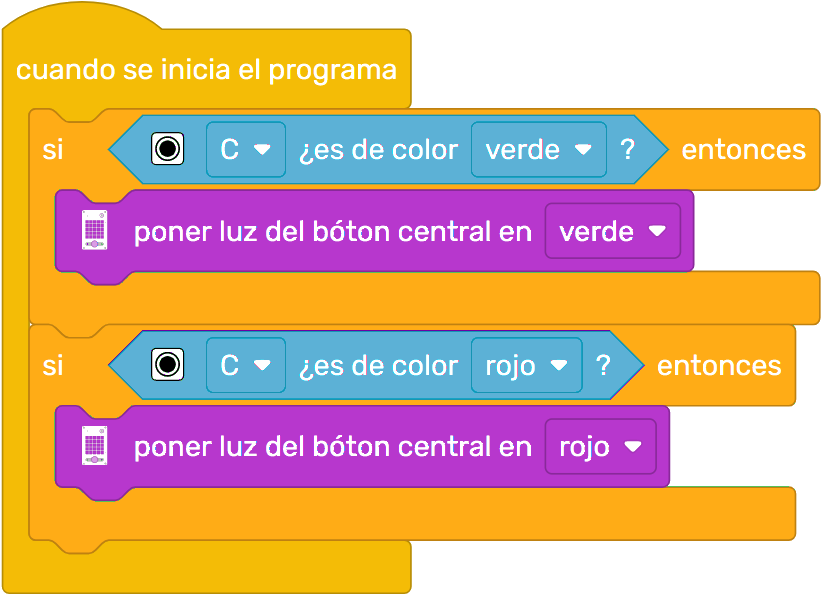 cuando se inicia el programa
si C ¿es de color verde ? entonces
poner luz del bóton central en verde
si C ¿es de color rojo ? entonces
poner luz del bóton central en rojo